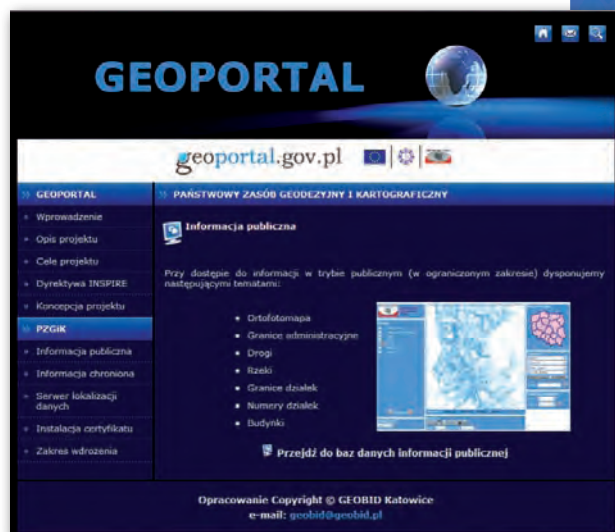 GEOPORTAL
geoportal.gov.pl
GEOPORTAL
Wprowadzenie
Opis projektu
Cele projektu
Dyrektywa INSPIRE
Koncepcja projektu
PZGiK
Informacja publiczna
Informacja chroniona
Serwer lokalizacji
danych
Instalacja certyfikatu
Zakres wdrożenia
PAŃSTWOWY ZASÓB GEODEZYJNY I KARTOGRAFICZNY
Informacja publiczna
Przy dostępie do informacji w trybie publicznym (w ograniczonym zakresie) dysponujemy
następującymi tematami:
Ortofotomapa
Granice administracyjne
Drogi
Rzeki
Granice działek
Numery działek
Budynki
Przejdź do baz danych informacji publicznej
Opracowanie Copyright © GEOBID Katowice
e-mail: geobid@geobid.pl